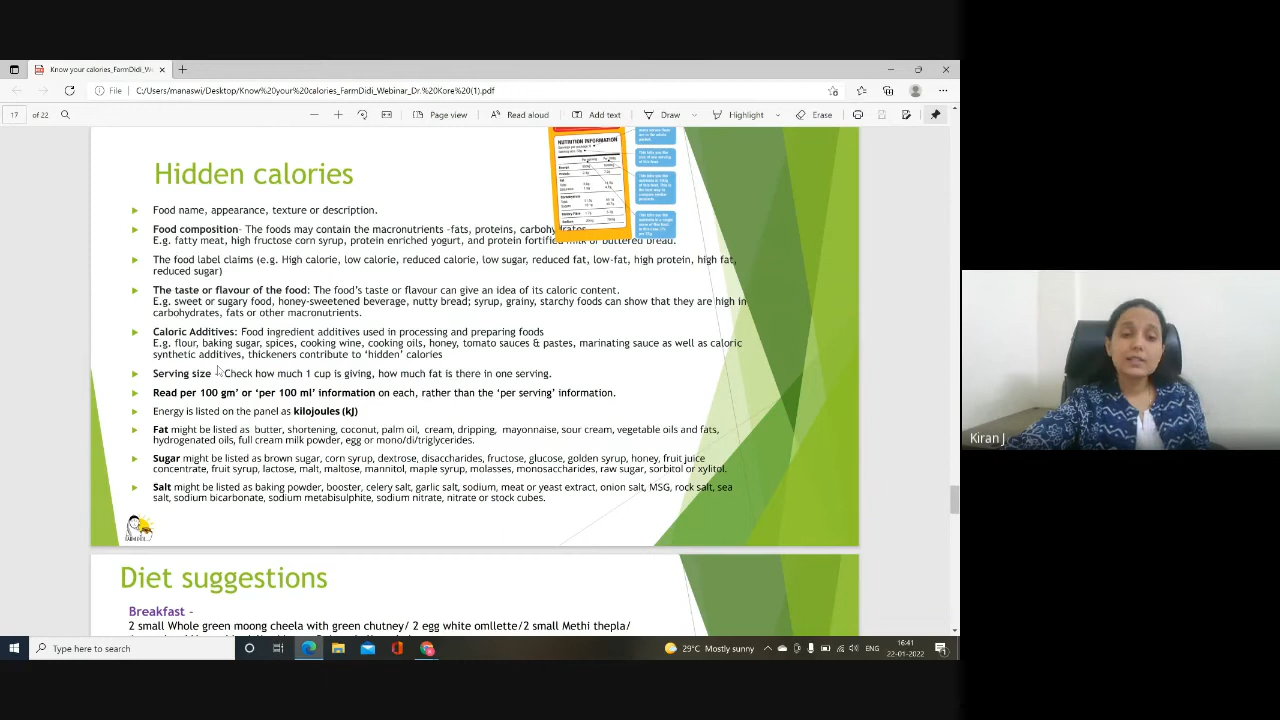 Know your calories_FarmDidi_We
File
C:/Users/manaswi/Desktop/Know%20your%20calories_FarmDidi_Webinar_Dr.%20Kore%20(1).pdf
17 of 22
Page view
Read aloud
Add text
Draw
Highlight
Erase
NUTRITION INFORMATION
Hidden calories
Food name, appearance, texture or description.
Food composition– The foods may contain the macronutrients –fats, proteins, carbohydrates
E.g. fatty meat, high fructose corn syrup, protein enriched yogurt, and protein fortified milk or buttered bread.
The food label claims (e.g. High calorie, low calorie, reduced calorie, low sugar, reduced fat, low-fat, high protein, high fat,
reduced sugar)
The taste or flavour of the food: The food's taste or flavour can give an idea of its caloric content.
E.g. sweet or sugary food, honey-sweetened beverage, nutty bread; syrup, grainy, starchy foods can show that they are high in
carbohydrates, fats or other macronutrients.
Caloric Additives: Food ingredient additives used in processing and preparing foods
E.g. flour, baking sugar, spices, cooking wine, cooking oils, honey, tomato sauces & pastes, marinating sauce as well as caloric
synthetic additives, thickeners contribute to 'hidden' calories
Serving size - Check how much 1 cup is giving, how much fat is there in one serving.
Read per 100 gm' or 'per 100 ml' information on each, rather than the 'per serving' information.
Energy is listed on the panel as kilojoules (kJ)
Fat might be listed as butter, shortening, coconut, palm oil, cream, dripping, mayonnaise, sour cream, vegetable oils and fats,
hydrogenated oils, full cream milk powder, egg or mono/di/triglycerides.
Sugar might be listed as brown sugar, corn syrup, dextrose, disaccharides, fructose, glucose, golden syrup, honey, fruit juice
concentrate, fruit syrup, lactose, malt, maltose, mannitol, maple syrup, molasses, monosaccharides, raw sugar, sorbitol or xylitol.
Salt might be listed as baking powder, booster, celery salt, garlic salt, sodium, meat or yeast extract, onion salt, MSG, rock salt, sea
salt, sodium bicarbonate, sodium metabisulphite, sodium nitrate, nitrate or stock cubes.
FARM DIDI
Diet suggestions
Breakfast -
2 small Whole green moong cheela with green chutney/ 2 egg white omllette/2 small Methi thepla/
Kiran J
Type here to search
29°C Mostly sunny
ENG
16:41
22-01-2022